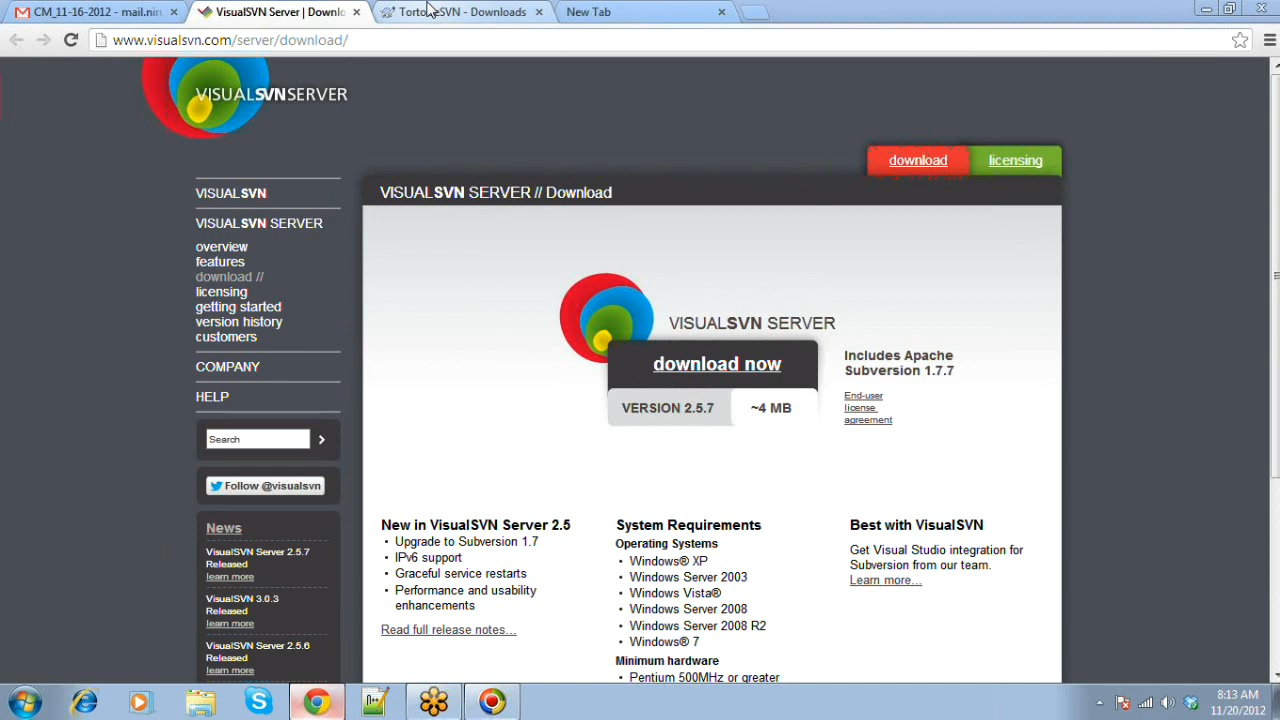 CM_11-16-2012 - mail.nir
VisualSVN Server | Downlo
TortoiseSVN - Downloads
New Tab
www.visualsvn.com/server/download/
VISUALSVNSERVER
download
licensing
VISUALSVN
VISUALSVN SERVER // Download
VISUALSVN SERVER
overview
features
download //
licensing
getting started
version history
customers
COMPANY
HELP
Search
Follow @visualsvn
News
VisualSVN Server 2.5.7
Released
learn more
VisualSVN 3.0.3
Released
learn more
VisualSVN Server 2.5.6
Released
learn more
VISUALSVN SERVER
download now
VERSION 2.5.7
~4 MB
Includes Apache
Subversion 1.7.7
End-user
license
agreement
New in VisualSVN Server 2.5
• Upgrade to Subversion 1.7
• IPv6 support
• Graceful service restarts
• Performance and usability
enhancements
Read full release notes...
System Requirements
Operating Systems
• Windows® XP
• Windows Server 2003
• Windows Vista®
• Windows Server 2008
• Windows Server 2008 R2
• Windows® 7
Minimum hardware
• Pentium 500MHz or greater
Best with VisualSVN
Get Visual Studio integration for
Subversion from our team.
Learn more...
8:13 AM
11/20/2012